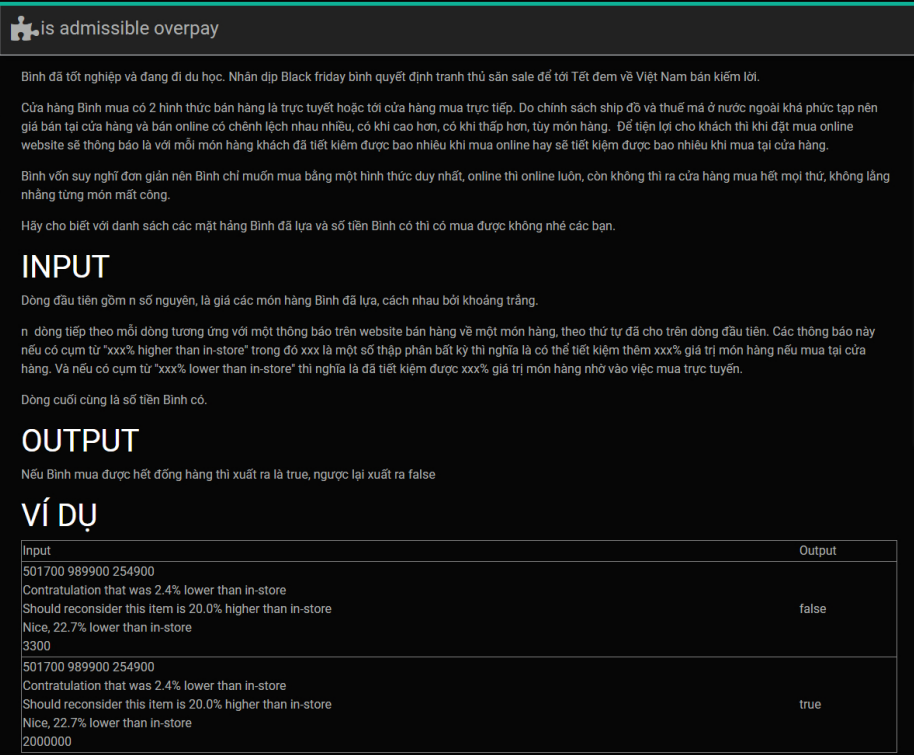 is admissible overpay
Bình đã tốt nghiệp và đang đi du học. Nhân dịp Black friday bình quyết định tranh thủ săn sale để tới Tết đem về Việt Nam bán kiếm lời.
Cửa hàng Bình mua có 2 hình thức bán hàng là trực tuyết hoặc tới cửa hàng mua trực tiếp. Do chính sách ship đồ và thuế má ở nước ngoài khá phức tạp nên
giá bán tại cửa hàng và bán online có chênh lệch nhau nhiều, có khi cao hơn, có khi thấp hơn, tùy món hàng.  Để tiện lợi cho khách thì khi đặt mua online
website sẽ thông báo là với mỗi món hàng khách đã tiết kiêm được bao nhiêu khi mua online hay sẽ tiết kiệm được bao nhiêu khi mua tại cửa hàng.
Bình vốn suy nghĩ đơn giản nên Bình chỉ muốn mua bằng một hình thức duy nhất, online thì online luôn, còn không thì ra cửa hàng mua hết mọi thứ, không lằng
nhằng từng món mất công.
Hãy cho biết với danh sách các mặt hảng Bình đã lựa và số tiền Bình có thì có mua được không nhé các bạn.
INPUT
Dòng đầu tiên gồm n số nguyên, là giá các món hàng Bình đã lựa, cách nhau bởi khoảng trắng.
n  dòng tiếp theo mỗi dòng tương ứng với một thông báo trên website bán hàng về một món hàng, theo thứ tự đã cho trên dòng đầu tiên. Các thông báo này
nếu có cụm từ "xxx% higher than in-store" trong đó xxx là một số thập phân bất kỳ thì nghĩa là có thể tiết kiệm thêm xxx% giá trị món hàng nếu mua tại cửa
hàng. Và nếu có cụm từ "xxx% lower than in-store" thì nghĩa là đã tiết kiệm được xxx% giá trị món hàng nhờ vào việc mua trực tuyến.
Dòng cuối cùng là số tiền Bình có.
OUTPUT
Nếu Bình mua được hết đống hàng thì xuất ra là true, ngược lại xuất ra false
VÍ DỤ
Input Output
501700 989900 254900
Contratulation that was 2.4% lower than in-store
Should reconsider this item is 20.0% higher than in-store false
Nice, 22.7% lower than in-store
3300
501700 989900 254900
Contratulation that was 2.4% lower than in-store
Should reconsider this item is 20.0% higher than in-store true
Nice, 22.7% lower than in-store
2000000